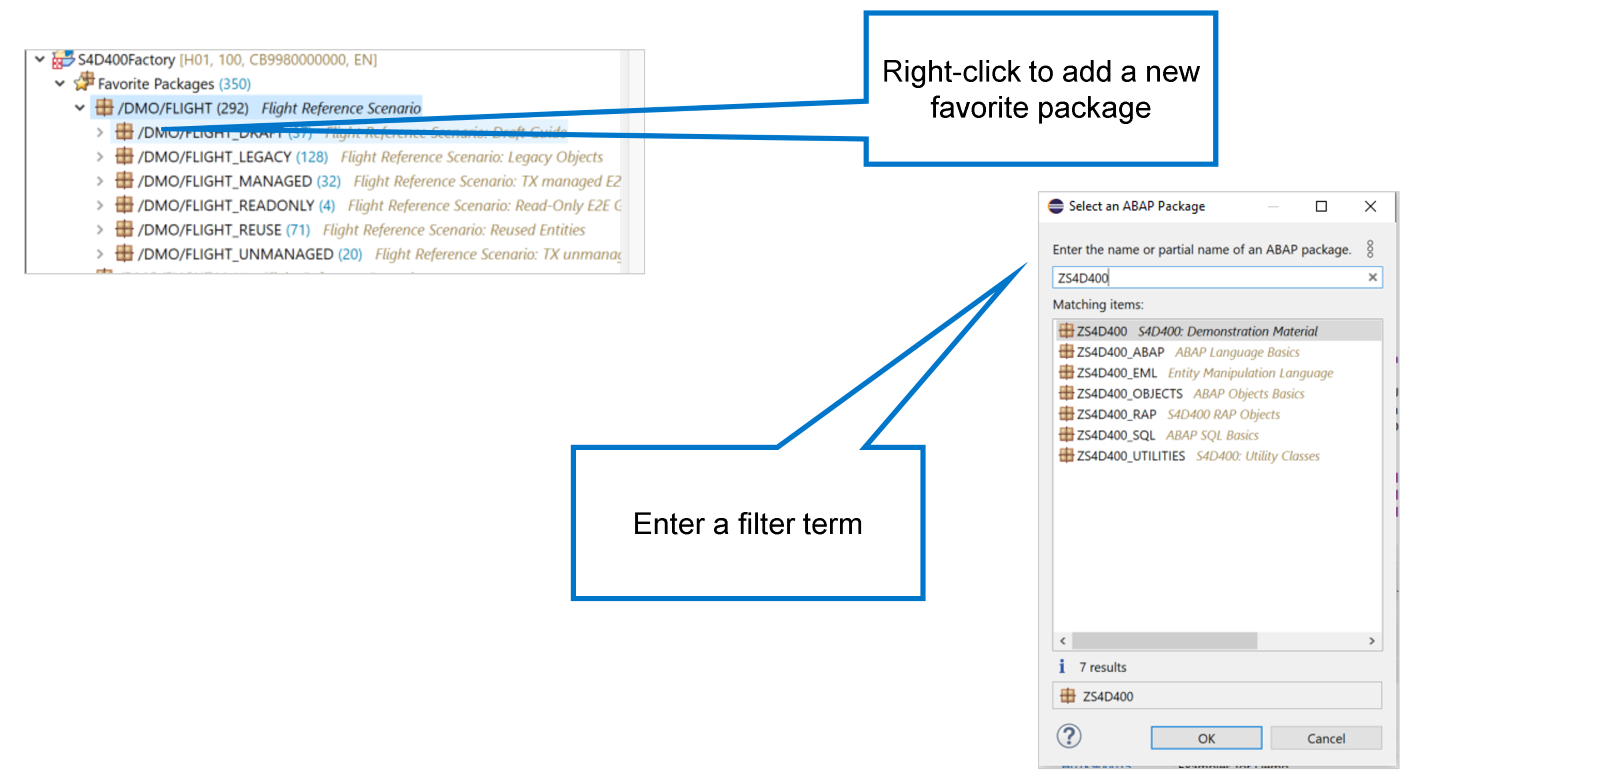 S4D400Factory [H01, 100, CB9980000000, EN]
Favorite Packages (350)
/DMO/FLIGHT (292) Flight Reference Scenario
/DMO/FLIGHT_DRAFT (37) Flight Reference Scenario: Draft Guide
/DMO/FLIGHT_LEGACY (128) Flight Reference Scenario: Legacy Objects
/DMO/FLIGHT_MANAGED (32) Flight Reference Scenario: TX managed E2
/DMO/FLIGHT_READONLY (4) Flight Reference Scenario: Read-Only E2E
/DMO/FLIGHT_REUSE (71) Flight Reference Scenario: Reused Entities
/DMO/FLIGHT_UNMANAGED (20) Flight Reference Scenario: TX unmanag
Right-click to add a new
favorite package
Enter a filter term
Select an ABAP Package
Enter the name or partial name of an ABAP package.
ZS4D400
Matching items:
ZS4D400 S4D400: Demonstration Material
ZS4D400_ABAP ABAP Language Basics
ZS4D400_EML Entity Manipulation Language
ZS4D400_OBJECTS ABAP Objects Basics
ZS4D400_RAP S4D400 RAP Objects
ZS4D400_SQL ABAP SQL Basics
ZS4D400_UTILITIES S4D400: Utility Classes
7 results
ZS4D400
OK
Cancel